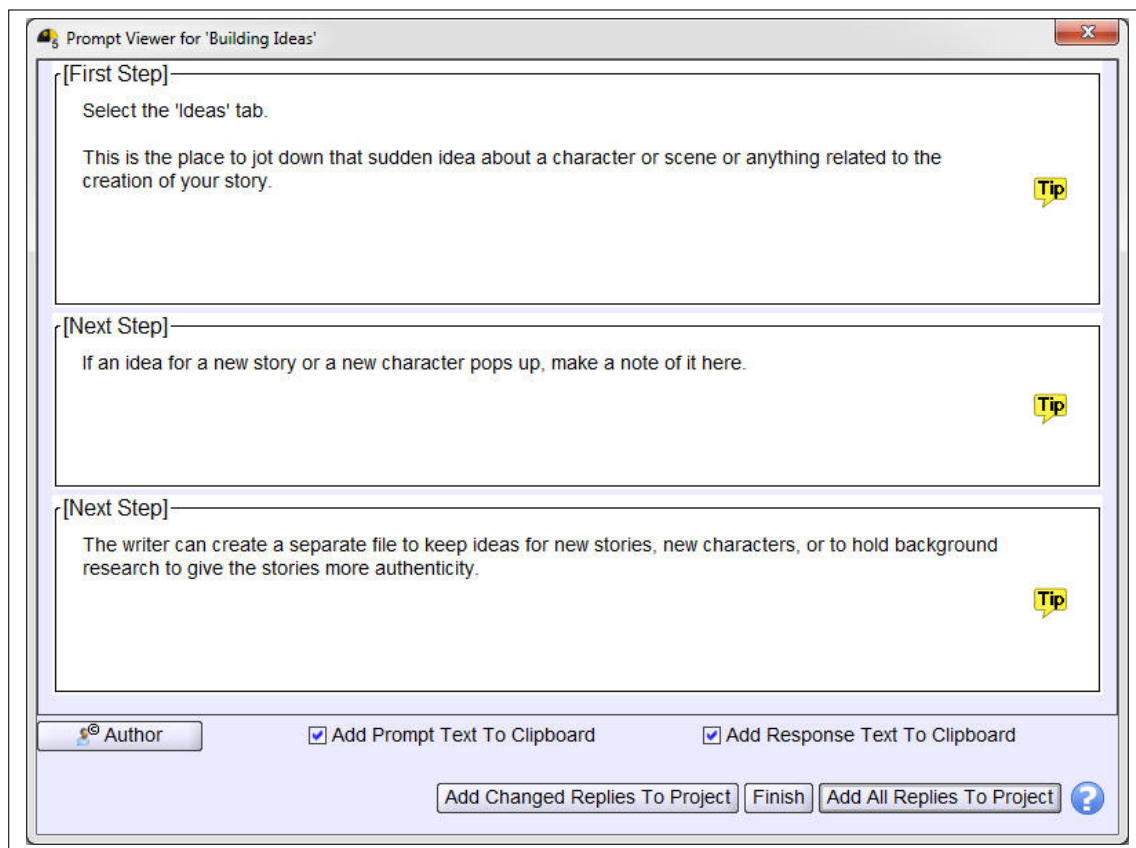 Prompt Viewer for 'Building Ideas'
[First Step]
Select the 'Ideas' tab.
This is the place to jot down that sudden idea about a character or scene or anything related to the
creation of your story.
Tip
[Next Step]
If an idea for a new story or a new character pops up, make a note of it here.
Tip
[Next Step]
The writer can create a separate file to keep ideas for new stories, new characters, or to hold background
research to give the stories more authenticity.
Tip
© Author
Add Prompt Text To Clipboard
Add Response Text To Clipboard
Add Changed Replies To Project
Finish
Add All Replies To Project
?